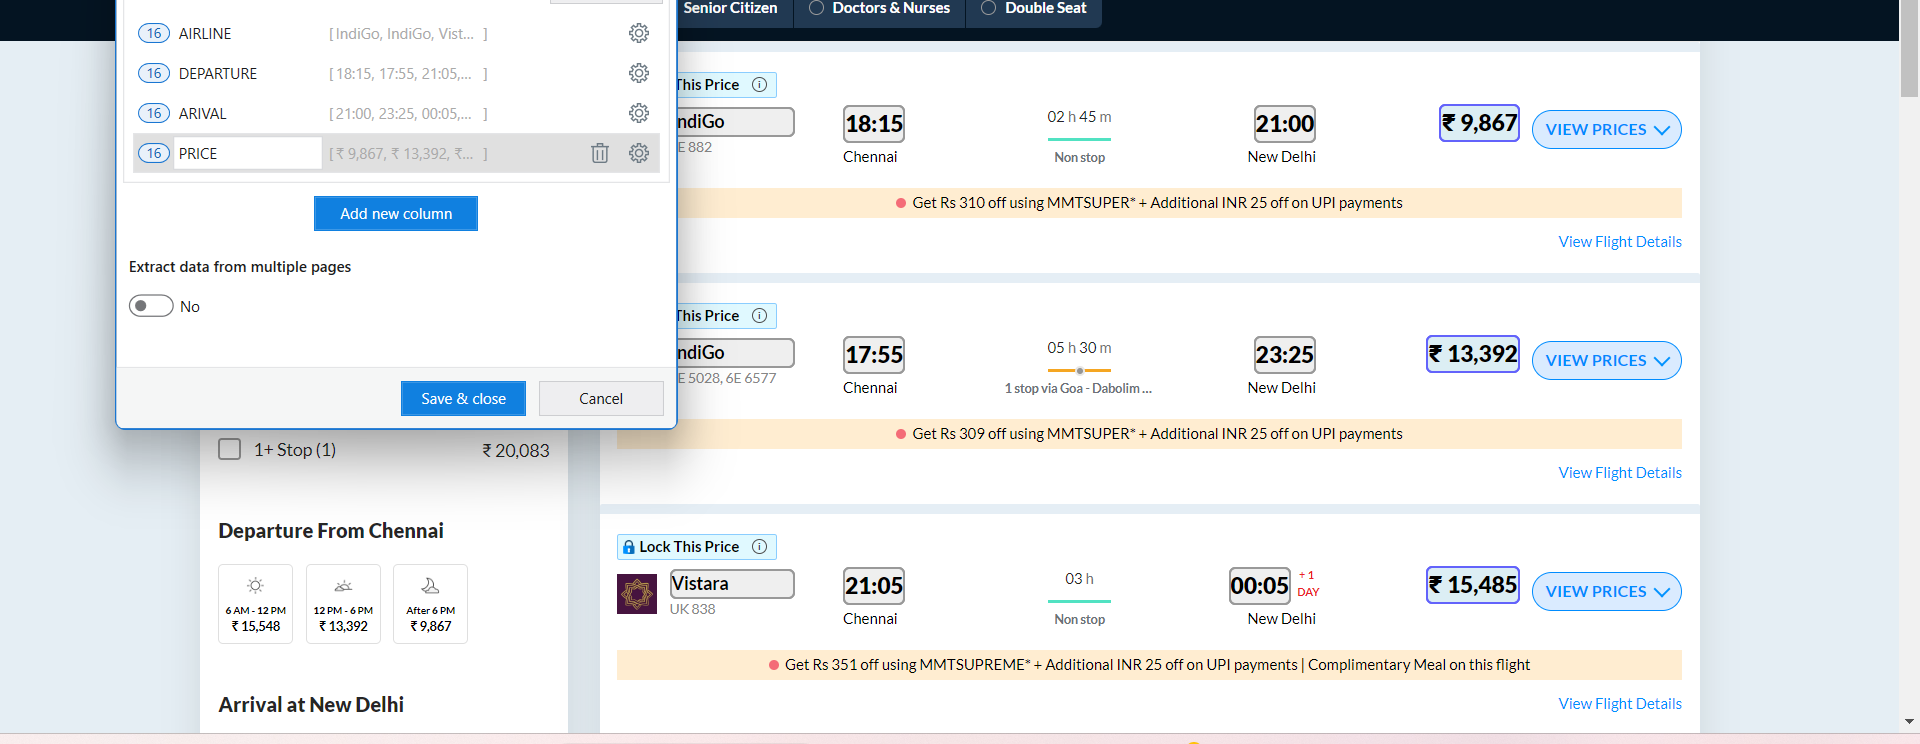 Senior Citizen
Doctors & Nurses
Double Seat
16 AIRLINE [ IndiGo, IndiGo, Vist... ]
16 DEPARTURE [ 18:15, 17:55, 21:05,... ]
16 ARIVAL [ 21:00, 23:25, 00:05,... ]
16 PRICE [ ₹ 9,867, ₹ 13,392, ₹... ]
Add new column
Extract data from multiple pages
No
Save & close
Cancel
1+ Stop (1) ₹ 20,083
Departure From Chennai
6 AM - 12 PM
₹ 15,548
12 PM - 6 PM
₹ 13,392
After 6 PM
₹ 9,867
Arrival at New Delhi
This Price
ndiGo
E 882
18:15
Chennai
02 h 45 m
Non stop
21:00
New Delhi
₹ 9,867
VIEW PRICES
Get Rs 310 off using MMTSUPER* + Additional INR 25 off on UPI payments
View Flight Details
This Price
ndiGo
E 5028, 6E 6577
17:55
Chennai
05 h 30 m
1 stop via Goa - Dabolim ...
23:25
New Delhi
₹ 13,392
VIEW PRICES
Get Rs 309 off using MMTSUPER* + Additional INR 25 off on UPI payments
View Flight Details
Lock This Price
Vistara
UK 838
21:05
Chennai
03 h
Non stop
00:05
+ 1
DAY
New Delhi
₹ 15,485
VIEW PRICES
Get Rs 351 off using MMTSUPREME* + Additional INR 25 off on UPI payments | Complimentary Meal on this flight
View Flight Details